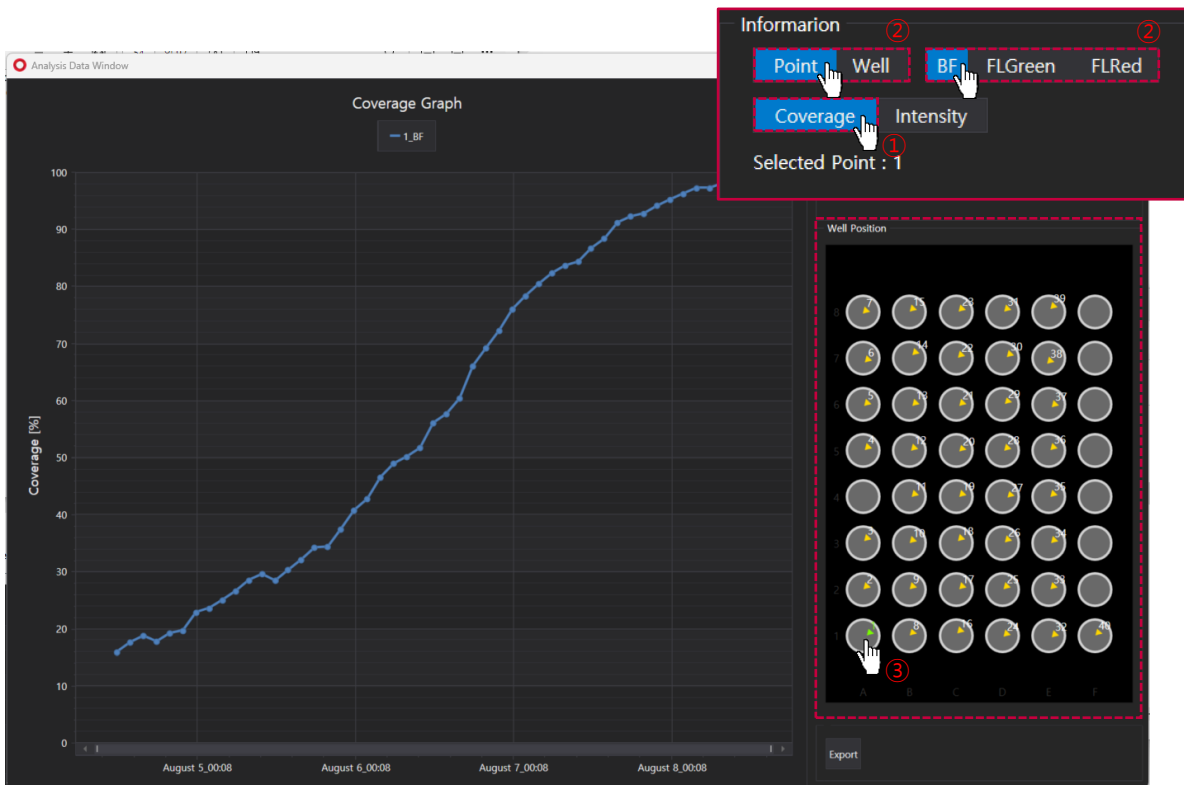 Analysis Data Window
Informarion
②
②
Point Well
BF FLGreen FLRed
Coverage Intensity
①
Selected Point : 1
Coverage Graph
1_BF
Coverage [%]
100
90
80
70
60
50
40
30
20
10
0
August 5_00:08 August 6_00:08 August 7_00:08 August 8_00:08
Well Position
8 7 15 23 31 39
7 6 14 22 30 38
6 5 13 21 29 37
5 4 12 20 28 36
4 11 19 27 35
3 3 10 18 26 34
2 2 9 17 25 33
1 8 16 24 32 40
③
A B C D E F
Export